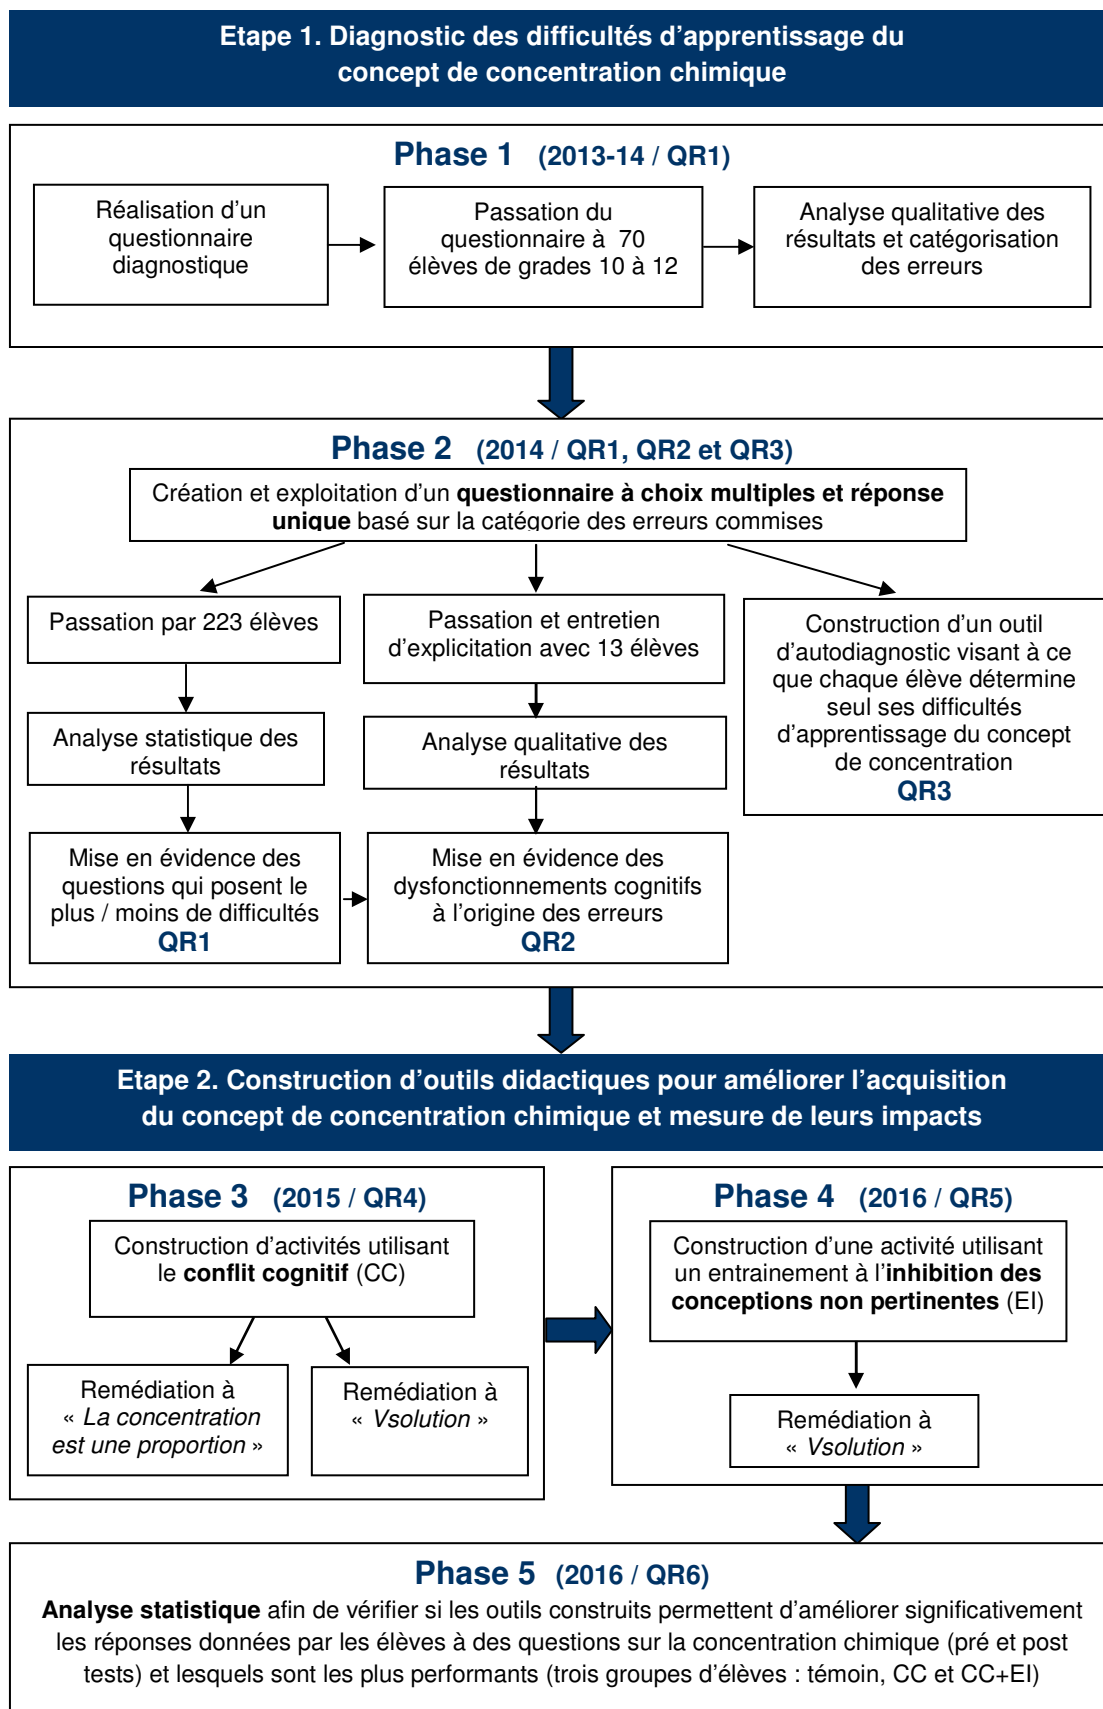 Etape 1. Diagnostic des difficultés d'apprentissage du
concept de concentration chimique
Phase 1 (2013-14 / QR1)
Réalisation d'un
questionnaire
diagnostique
Passation du
questionnaire à 70
élèves de grades 10 à 12
Analyse qualitative des
résultats et catégorisation
des erreurs
Phase 2 (2014 / QR1, QR2 et QR3)
Création et exploitation d'un questionnaire à choix multiples et réponse
unique basé sur la catégorie des erreurs commises
Passation par 223 élèves
Analyse statistique des
résultats
Mise en évidence des
questions qui posent le
plus / moins de difficultés
QR1
Passation et entretien
d'explicitation avec 13 élèves
Analyse qualitative des
résultats
Mise en évidence des
dysfonctionnements cognitifs
à l'origine des erreurs
QR2
Construction d'un outil
d'autodiagnostic visant à ce
que chaque élève détermine
seul ses difficultés
d'apprentissage du concept
de concentration
QR3
Etape 2. Construction d'outils didactiques pour améliorer l'acquisition
du concept de concentration chimique et mesure de leurs impacts
Phase 3 (2015 / QR4)
Construction d'activités utilisant
le conflit cognitif (CC)
Remédiation à
« La concentration
est une proportion »
Remédiation à
« Vsolution »
Phase 4 (2016 / QR5)
Construction d'une activité utilisant
un entrainement à l'inhibition des
conceptions non pertinentes (EI)
Remédiation à
« Vsolution »
Phase 5 (2016 / QR6)
Analyse statistique afin de vérifier si les outils construits permettent d'améliorer significativement
les réponses données par les élèves à des questions sur la concentration chimique (pré et post
tests) et lesquels sont les plus performants (trois groupes d'élèves : témoin, CC et CC+EI)